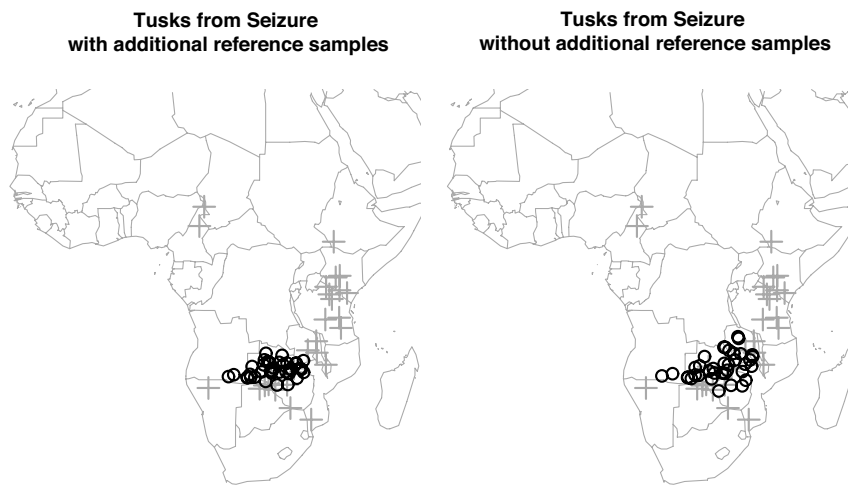 Tusks from Seizure
with additional reference samples
Tusks from Seizure
without additional reference samples